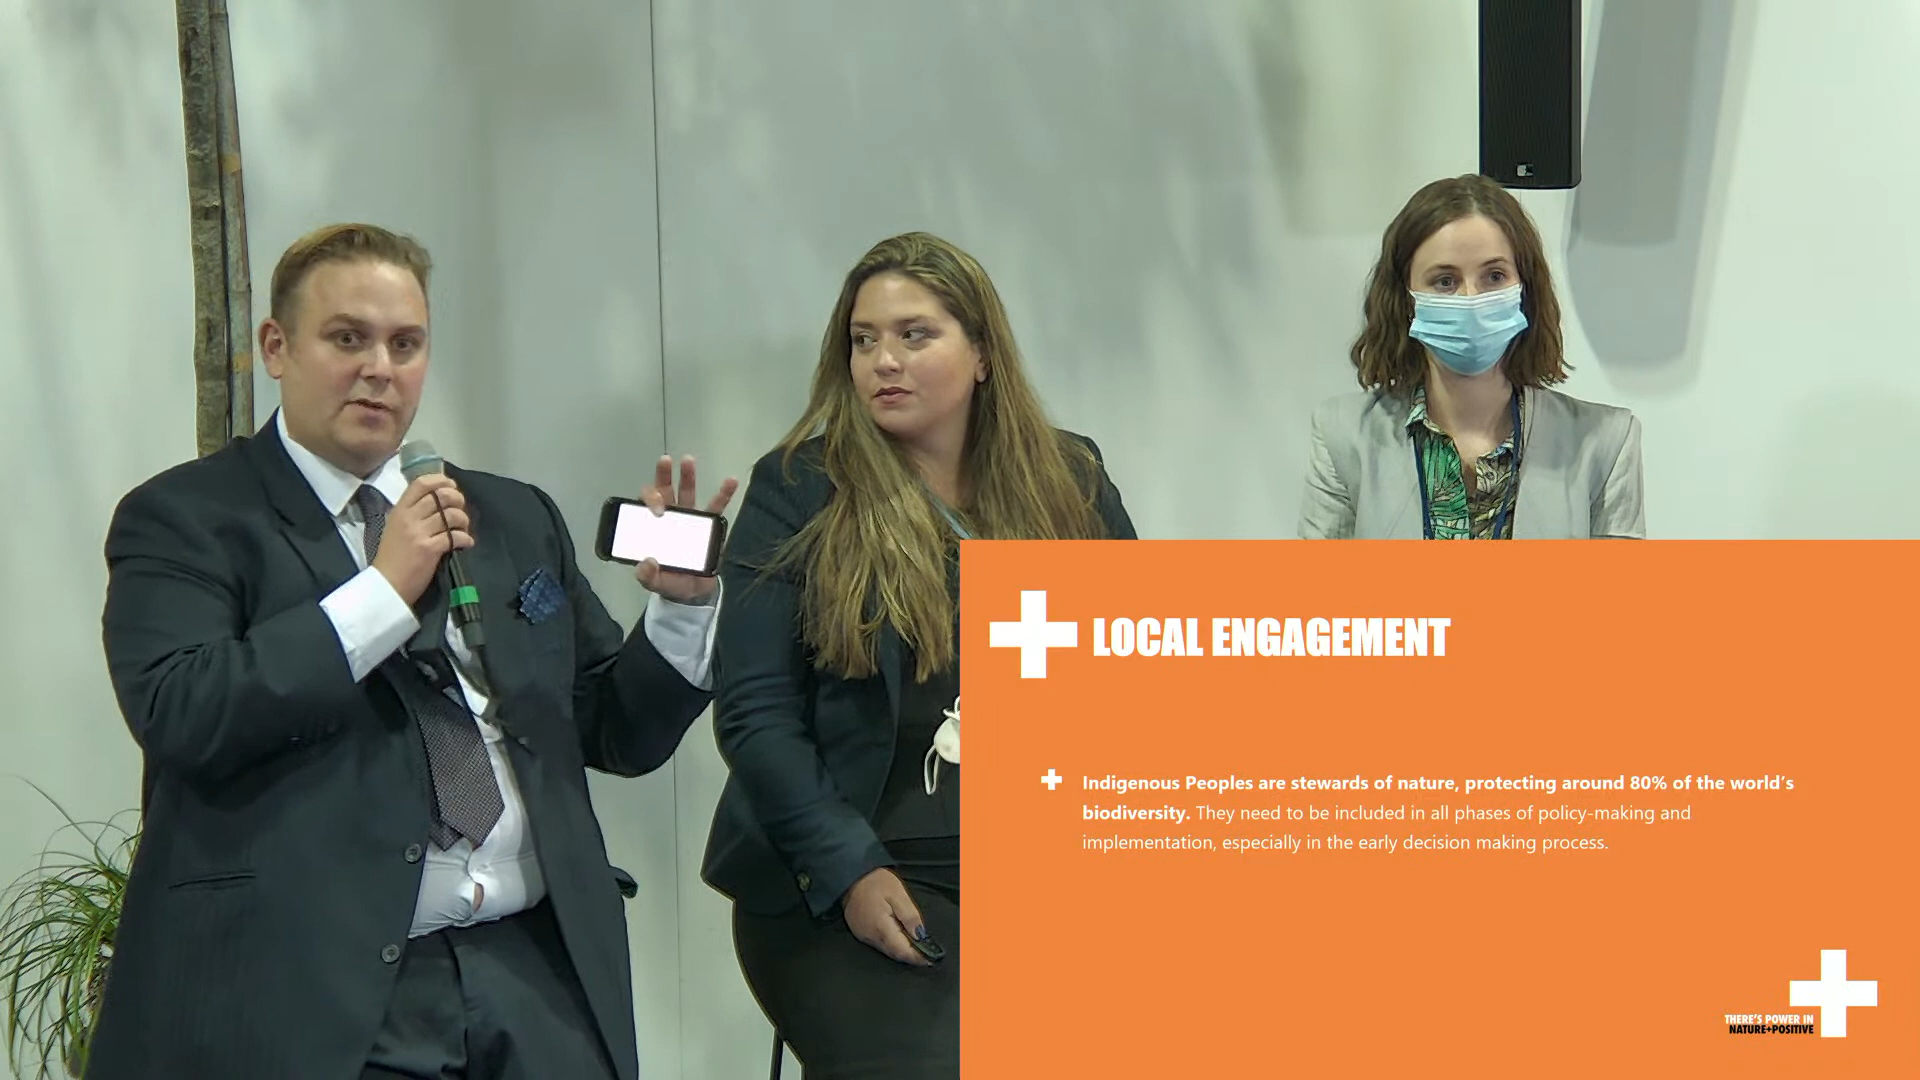 LOCAL ENGAGEMENT
Indigenous Peoples are stewards of nature, protecting around 80% of the world's
biodiversity. They need to be included in all phases of policy-making and
implementation, especially in the early decision making process.
THERE'S POWER IN
NATURE+POSITIVE